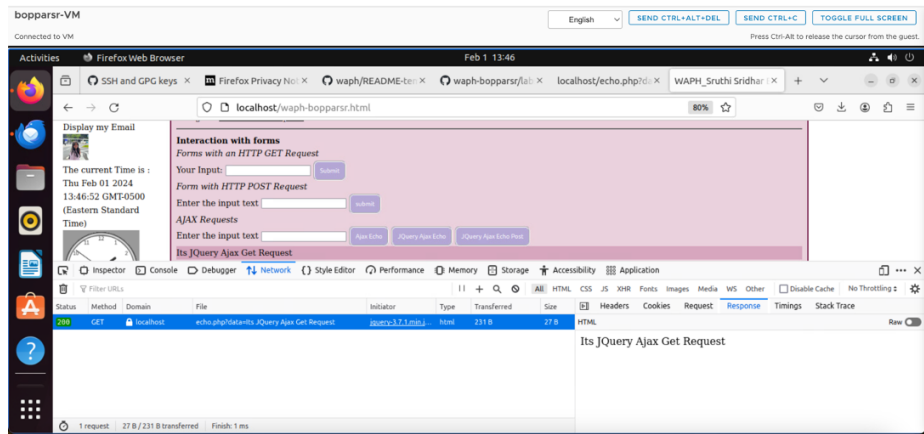 bopparsr-VM
English
SEND CTRL+ALT+DEL
SEND CTRL+C
TOGGLE FULL SCREEN
Connected to VM
Press Ctrl-Alt to release the cursor from the guest.
Activities
Firefox Web Browser
Feb 1 13:46
SSH and GPG keys
Firefox Privacy Not
waph/README-tem
waph-bopparsr/lab
localhost/echo.php?da
WAPH_Sruthi Sridhar
localhost/waph-bopparsr.html
80%
Display my Email
The current Time is :
Thu Feb 01 2024
13:46:52 GMT-0500
(Eastern Standard
Time)
Interaction with forms
Forms with an HTTP GET Request
Your Input:
Submit
Form with HTTP POST Request
Enter the input text
submit
AJAX Requests
Enter the input text
Ajax Echo
JQuery Ajax Echo
JQuery Ajax Echo Post
Its JQuery Ajax Get Request
Inspector
Console
Debugger
Network
Style Editor
Performance
Memory
Storage
Accessibility
Application
Filter URLs
All
HTML
CSS
JS
XHR
Fonts
Images
Media
WS
Other
Disable Cache
No Throttling
Status
Method
Domain
File
Initiator
Type
Transferred
Size
Headers
Cookies
Request
Response
Timings
Stack Trace
200
GET
localhost
echo.php?data=Its JQuery Ajax Get Request
jquery-3.7.1.min.j...
html
231 B
27 B
HTML
Raw
Its JQuery Ajax Get Request
1 request
27 B / 231 B transferred
Finish: 1 ms